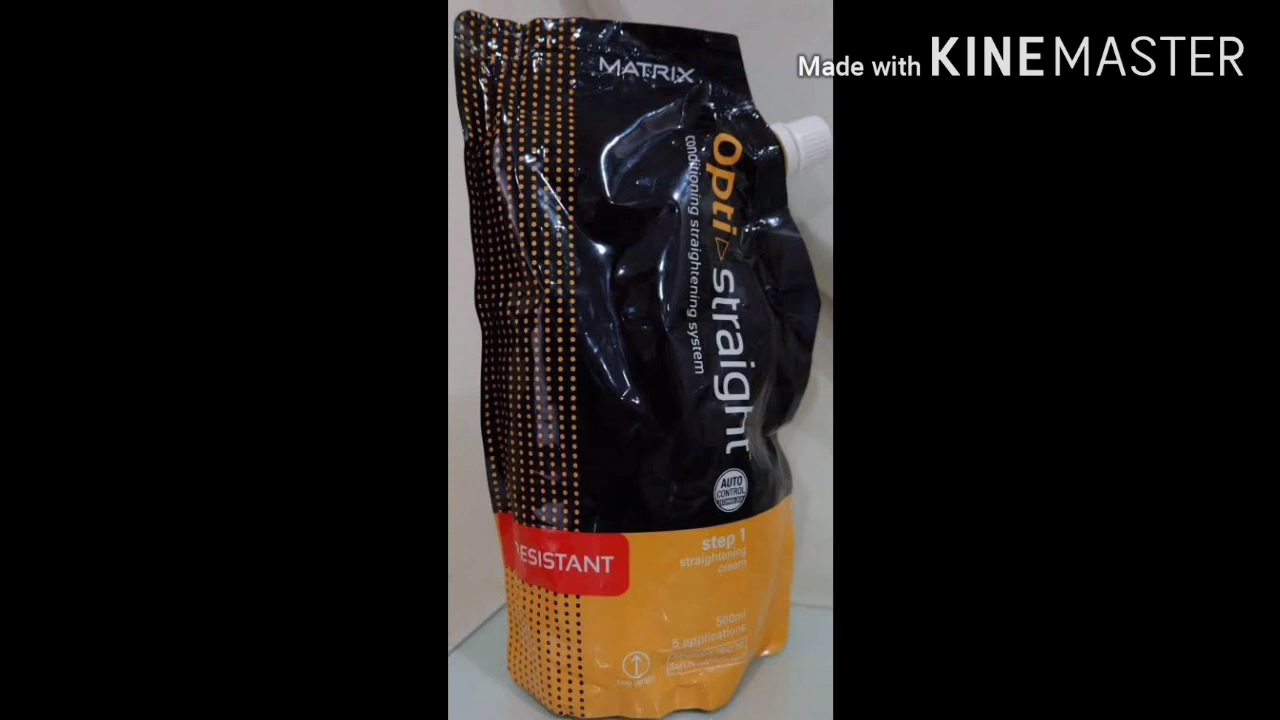 Made with KINEMASTER
MATRIX
opti straight
conditioning straightening system
AUTO
CONTROL
TECHNOLOGY
RESISTANT
step 1
straightening
cream
500ml
5 applications